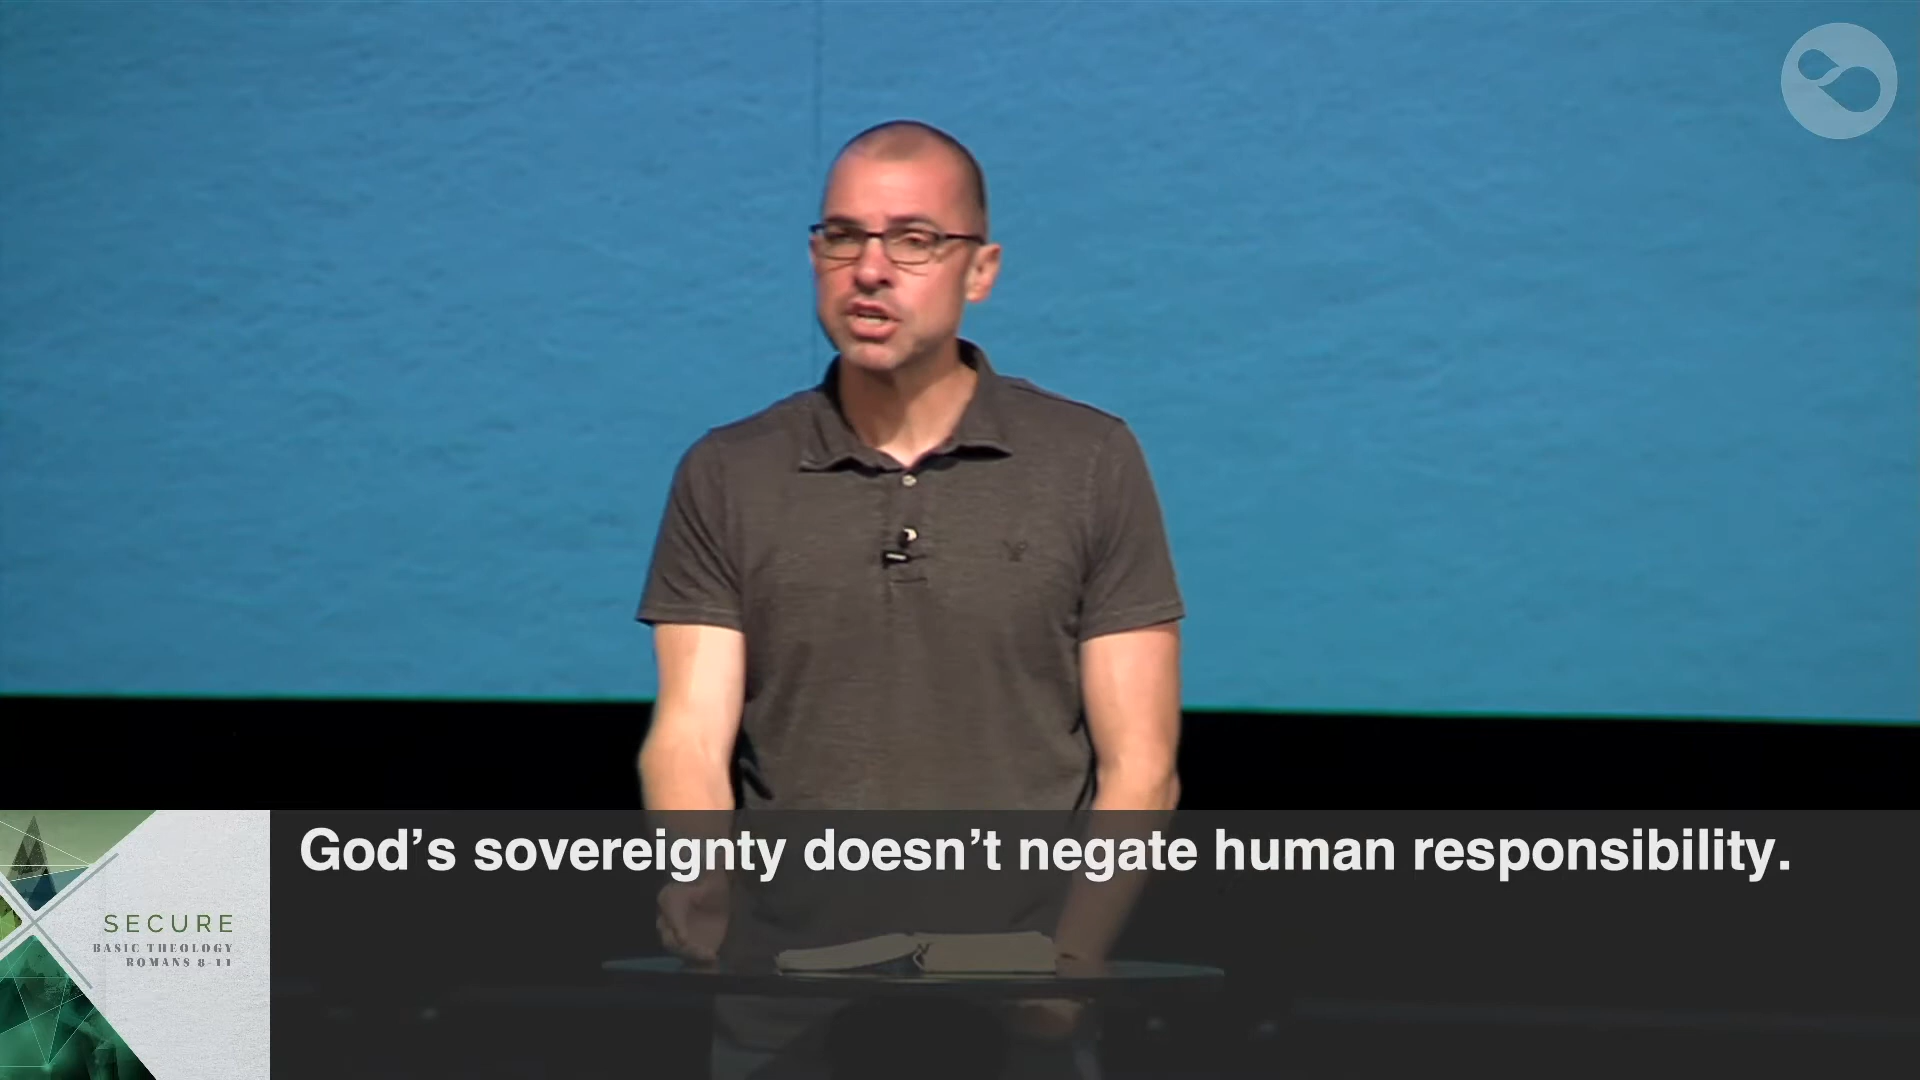 God’s sovereignty doesn’t negate human responsibility.
SECURE
BASIC THEOLOGY
ROMANS 8-11